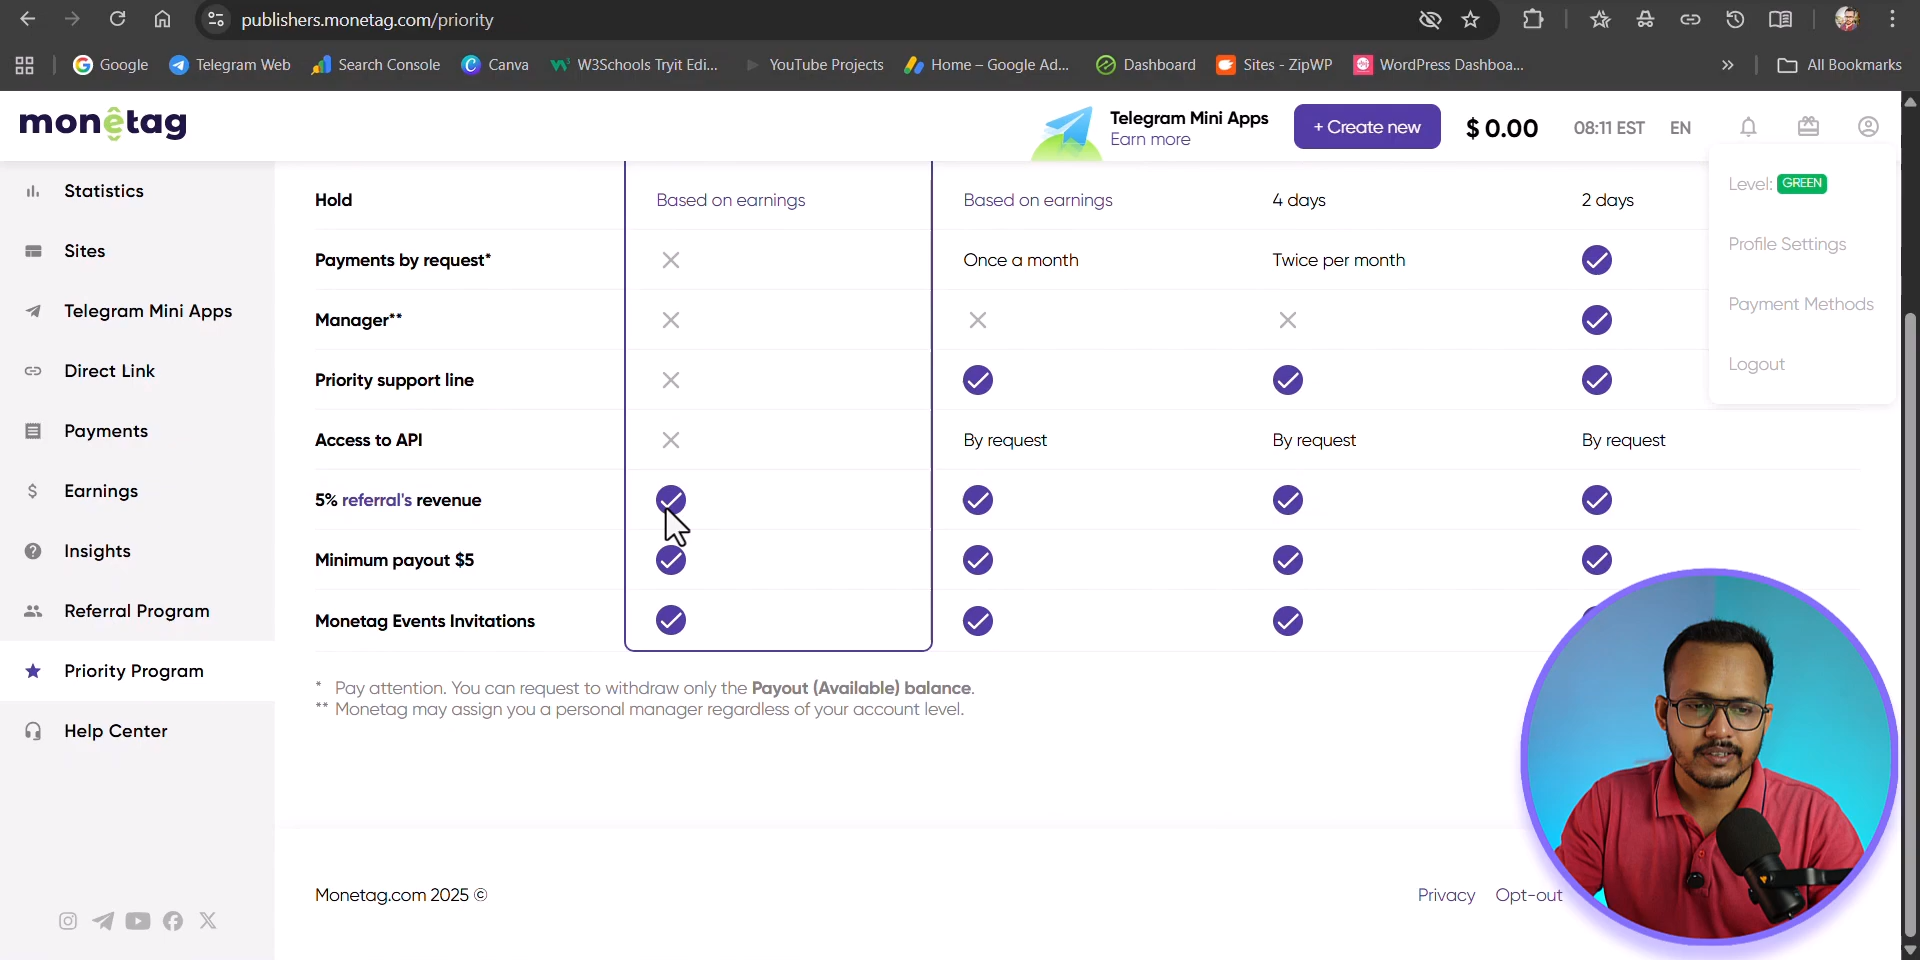 publishers.monetag.com/priority
Google
Telegram Web
Search Console
Canva
W3Schools Tryit Edi...
YouTube Projects
Home – Google Ad...
Dashboard
Sites - ZipWP
WordPress Dashboa...
»
All Bookmarks
monetag
Telegram Mini Apps
Earn more
+ Create new
$ 0.00
08:11 EST
EN
Level: GREEN
Profile Settings
Payment Methods
Logout
Statistics
Sites
Telegram Mini Apps
Direct Link
Payments
Earnings
Insights
Referral Program
Priority Program
Help Center
Hold Based on earnings Based on earnings 4 days 2 days
Payments by request* Once a month Twice per month
Manager**
Priority support line
Access to API By request By request By request
5% referral's revenue
Minimum payout $5
Monetag Events Invitations
* Pay attention. You can request to withdraw only the Payout (Available) balance.
** Monetag may assign you a personal manager regardless of your account level.
Monetag.com 2025 ©
Privacy Opt-out